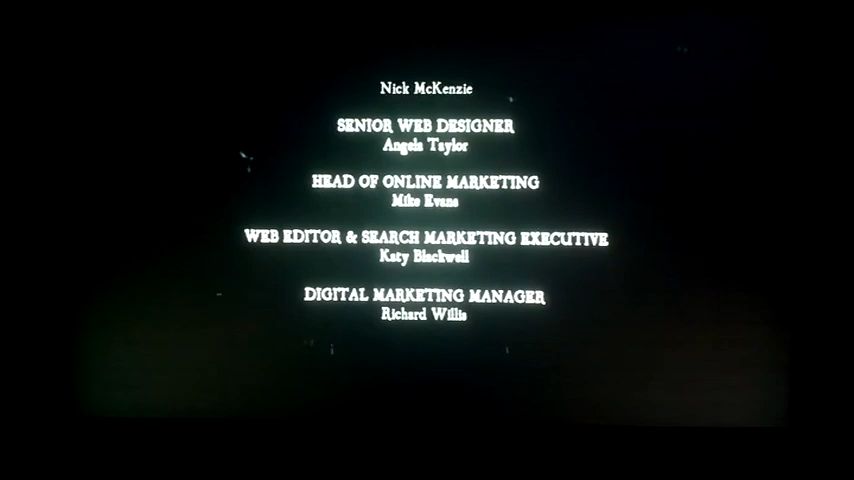 Nick McKenzie
SENIOR WEB DESIGNER
Angela Taylor
HEAD OF ONLINE MARKETING
Mike Evans
WEB EDITOR & SEARCH MARKETING EXECUTIVE
Katy Blackwell
DIGITAL MARKETING MANAGER
Richard Willis